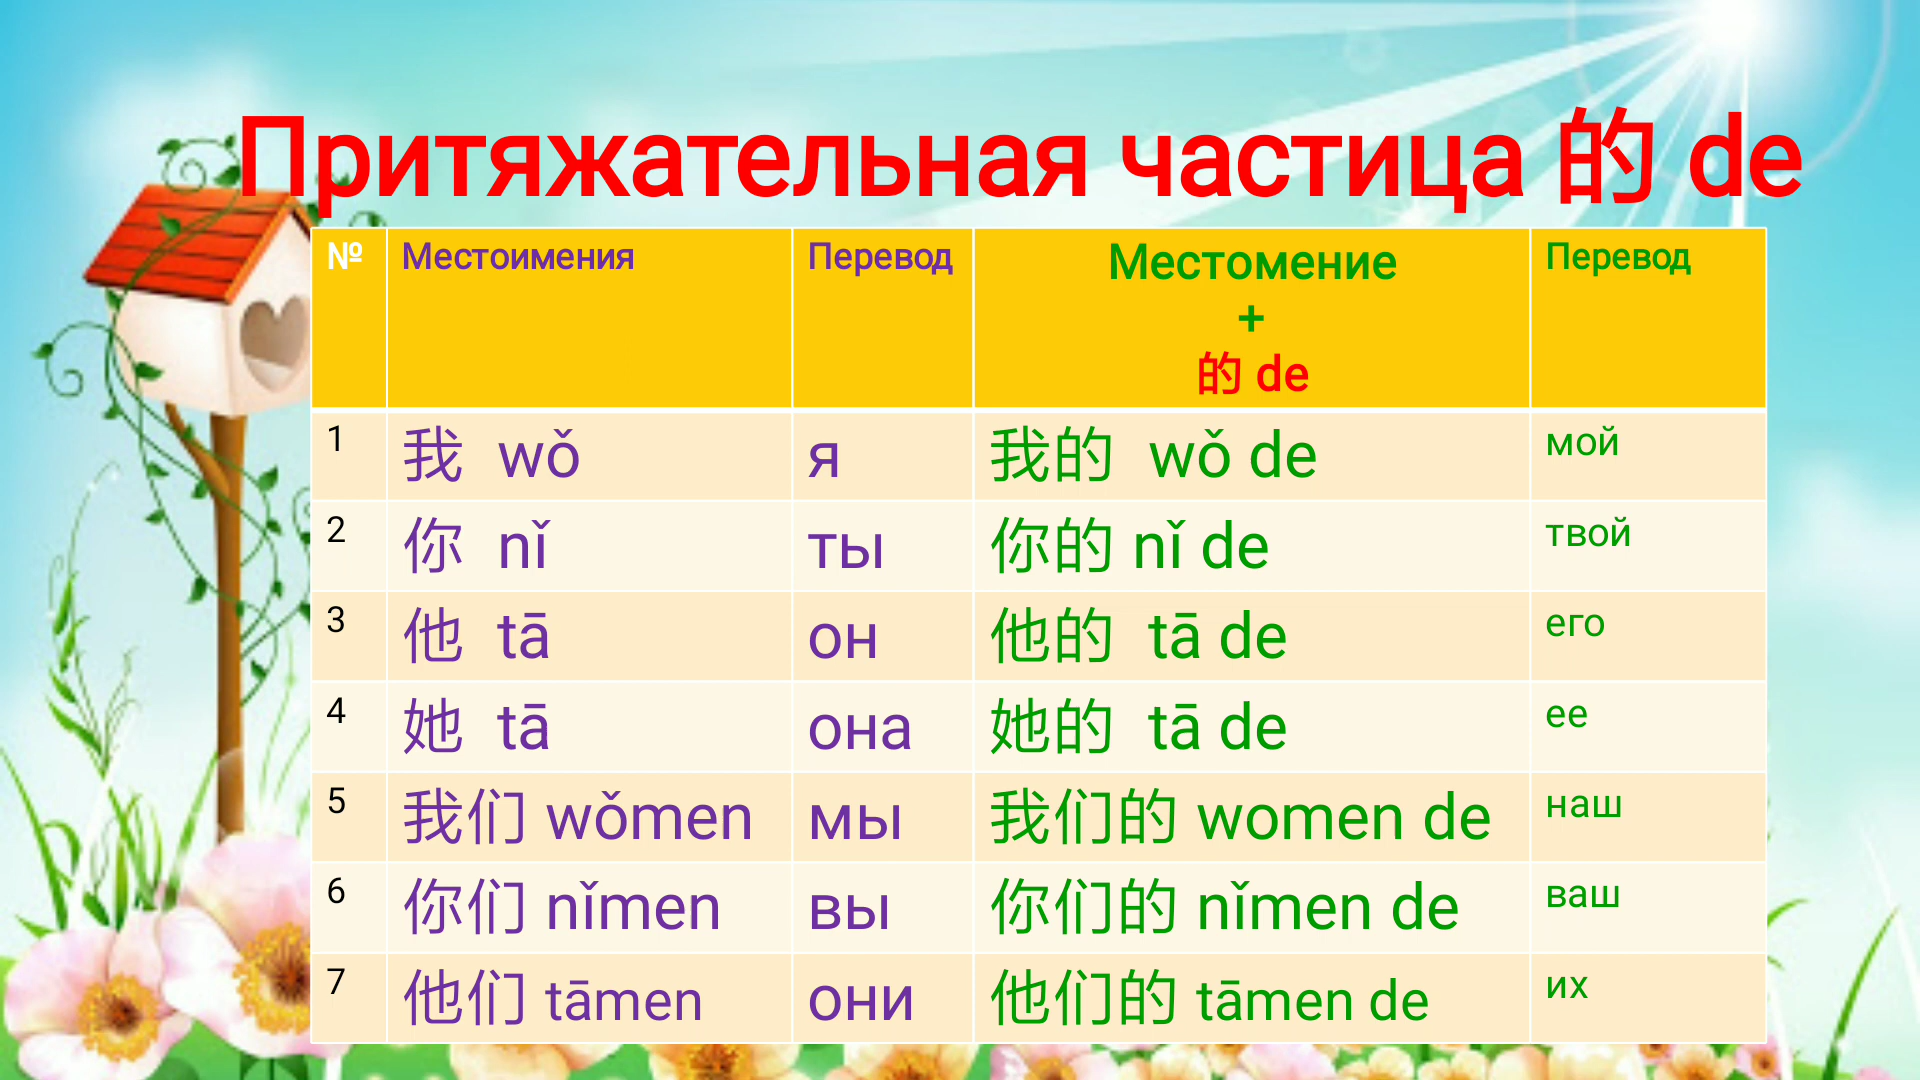 Притяжательная частица 的 de
№ Местоимения Перевод Местомение + 的 de Перевод
1 我 wǒ я 我的 wǒ de мой
2 你 nǐ ты 你的 nǐ de твой
3 他 tā он 他的 tā de его
4 她 tā она 她的 tā de ее
5 我们 wǒmen мы 我们的 women de наш
6 你们 nǐmen вы 你们的 nǐmen de ваш
7 他们 tāmen они 他们的 tāmen de их